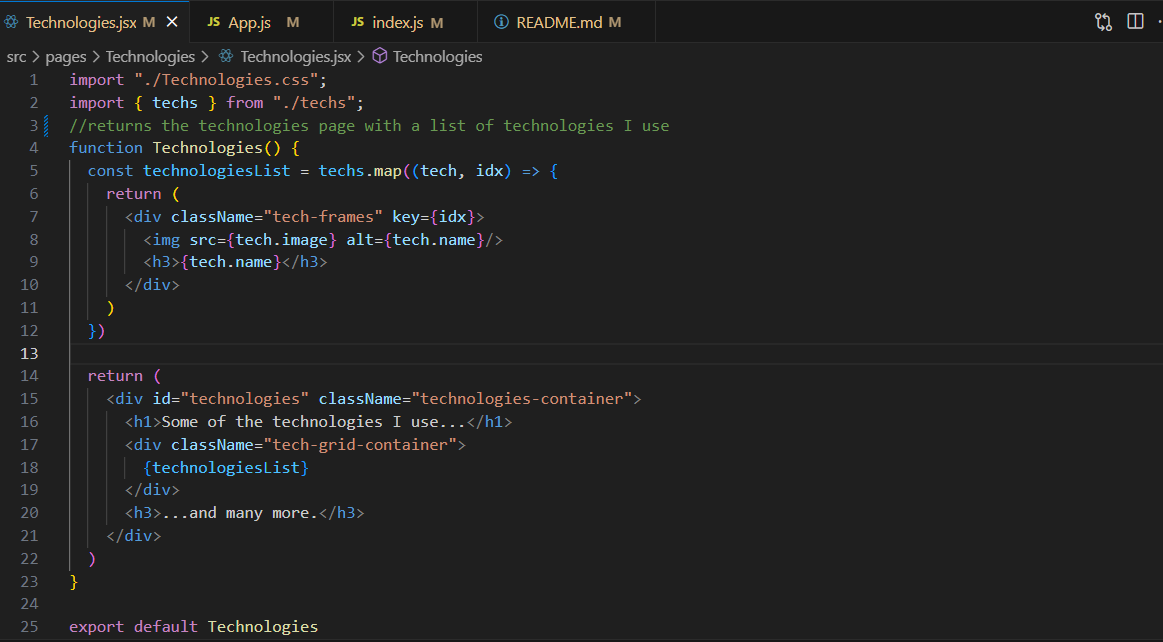 Technologies.jsx M JS App.js M JS index.js M README.md M
src > pages > Technologies > Technologies.jsx > Technologies
1 import "./Technologies.css";
2 import { techs } from "./techs";
3 //returns the technologies page with a list of technologies I use
4 function Technologies() {
5   const technologiesList = techs.map((tech, idx) => {
6     return (
7       <div className="tech-frames" key={idx}>
8         <img src={tech.image} alt={tech.name}/>
9         <h3>{tech.name}</h3>
10       </div>
11     )
12   })
13
14   return (
15     <div id="technologies" className="technologies-container">
16       <h1>Some of the technologies I use...</h1>
17       <div className="tech-grid-container">
18         {technologiesList}
19       </div>
20       <h3>...and many more.</h3>
21     </div>
22   )
23 }
24
25 export default Technologies